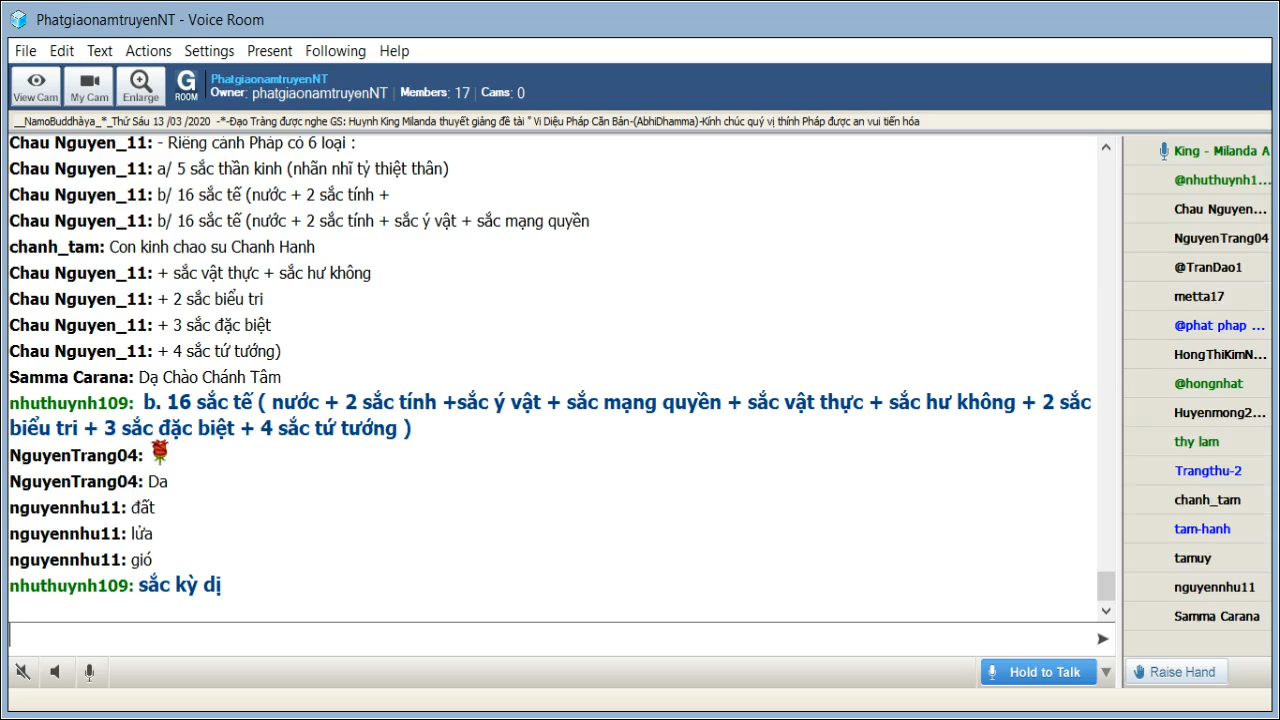 PhatgiaonamtruyenNT - Voice Room
File Edit Text Actions Settings Present Following Help
View Cam My Cam Enlarge G ROOM
PhatgiaonamtruyenNT
Owner: phatgiaonamtruyenNT Members: 17 Cams: 0
__NamoBuddhàya_*_Thứ Sáu 13 /03 /2020 -*-Đạo Tràng được nghe GS: Huynh King Milanda thuyết giảng đề tài " Vi Diệu Pháp Căn Bản-(AbhiDhamma)-Kính chúc quý vị thính Pháp được an vui tiến hóa
Chau Nguyen_11: - Riêng cảnh Pháp có 6 loại :
Chau Nguyen_11: a/ 5 sắc thần kinh (nhãn nhĩ tỷ thiệt thân)
Chau Nguyen_11: b/ 16 sắc tế (nước + 2 sắc tính +
Chau Nguyen_11: b/ 16 sắc tế (nước + 2 sắc tính + sắc ý vật + sắc mạng quyền
chanh_tam: Con kinh chao su Chanh Hanh
Chau Nguyen_11: + sắc vật thực + sắc hư không
Chau Nguyen_11: + 2 sắc biểu tri
Chau Nguyen_11: + 3 sắc đặc biệt
Chau Nguyen_11: + 4 sắc tứ tướng)
Samma Carana: Dạ Chào Chánh Tâm
nhuthuynh109: b. 16 sắc tế ( nước + 2 sắc tính +sắc ý vật + sắc mạng quyền + sắc vật thực + sắc hư không + 2 sắc
biểu tri + 3 sắc đặc biệt + 4 sắc tứ tướng )
NguyenTrang04:
NguyenTrang04: Da
nguyennhu11: đất
nguyennhu11: lửa
nguyennhu11: gió
nhuthuynh109: sắc kỳ dị
King - Milanda A
@nhuthuynh1...
Chau Nguyen...
NguyenTrang04
@TranDao1
metta17
@phat phap ...
HongThiKimN...
@hongnhat
Huyenmong2...
thy lam
Trangthu-2
chanh_tam
tam-hanh
tamuy
nguyennhu11
Samma Carana
Hold to Talk
Raise Hand